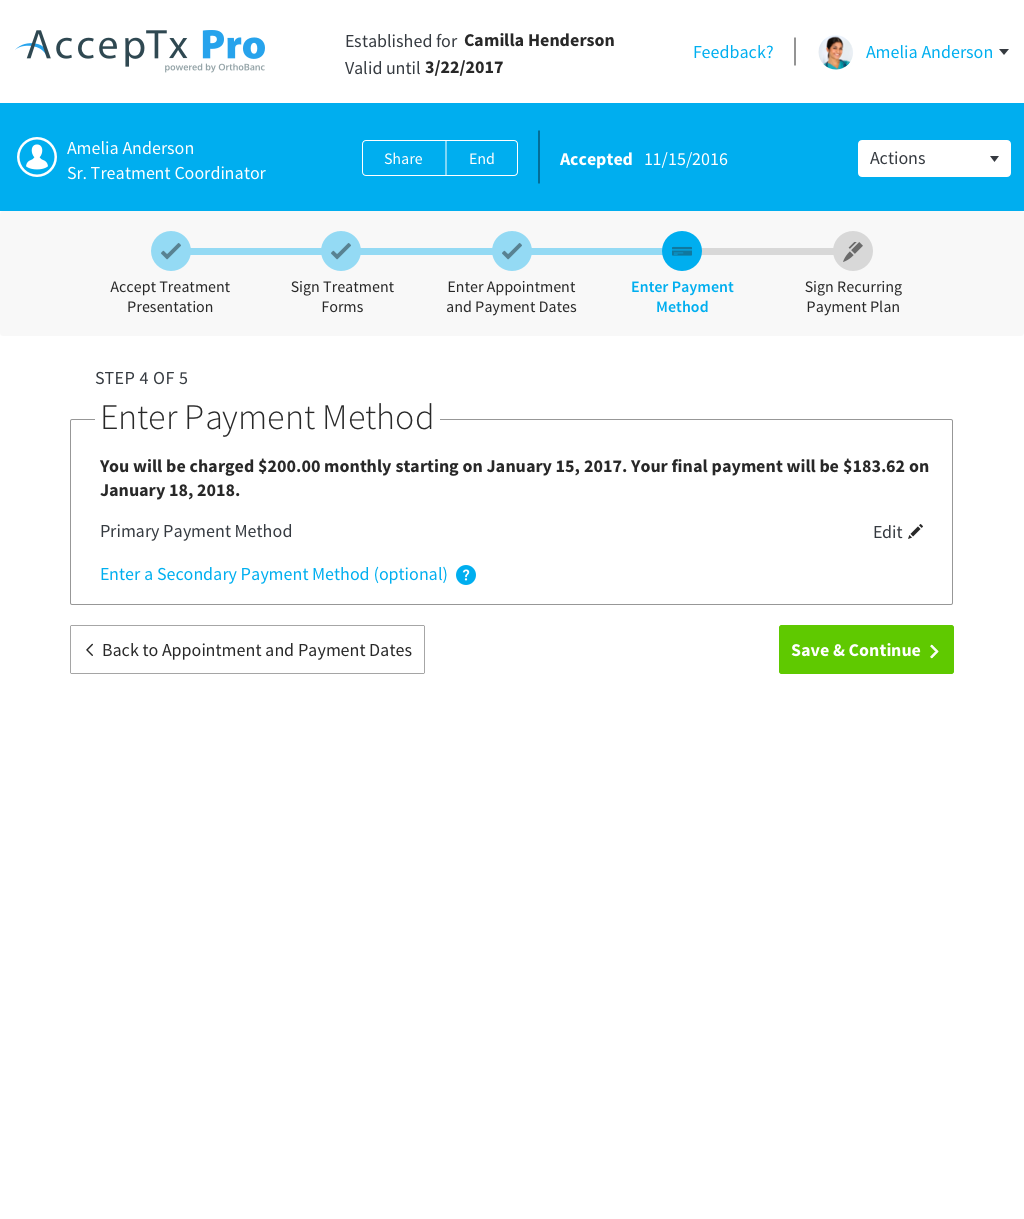 AccepTx Pro
powered by OrthoBanc
Established for Camilla Henderson
Valid until 3/22/2017
Feedback?
Amelia Anderson
Amelia Anderson
Sr. Treatment Coordinator
Share
End
Accepted 11/15/2016
Actions
Accept Treatment
Presentation
Sign Treatment
Forms
Enter Appointment
and Payment Dates
Enter Payment
Method
Sign Recurring
Payment Plan
STEP 4 OF 5
Enter Payment Method
You will be charged $200.00 monthly starting on January 15, 2017. Your final payment will be $183.62 on
January 18, 2018.
Primary Payment Method
Edit
Enter a Secondary Payment Method (optional) ?
Back to Appointment and Payment Dates
Save & Continue